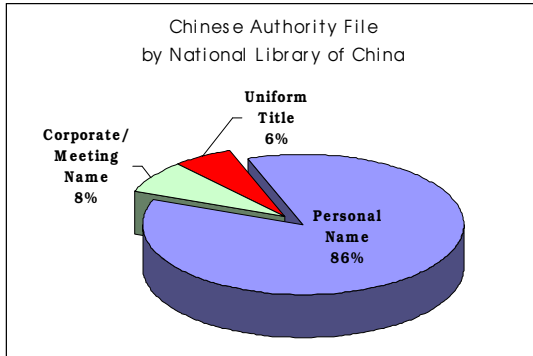 Chinese Authority File
by National Library of China
Uniform
Title
6%
Corporate/
Meeting
Name
8%
Personal
Name
86%